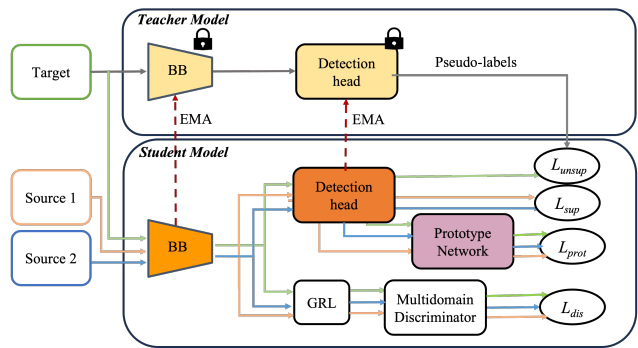 Teacher Model
Target
BB
Detection
head
Pseudo-labels
EMA
EMA
Student Model
L_unsup
Source 1
Detection
head
L_sup
Source 2
BB
Prototype
Network
L_prot
GRL
Multidomain
Discriminator
L_dis